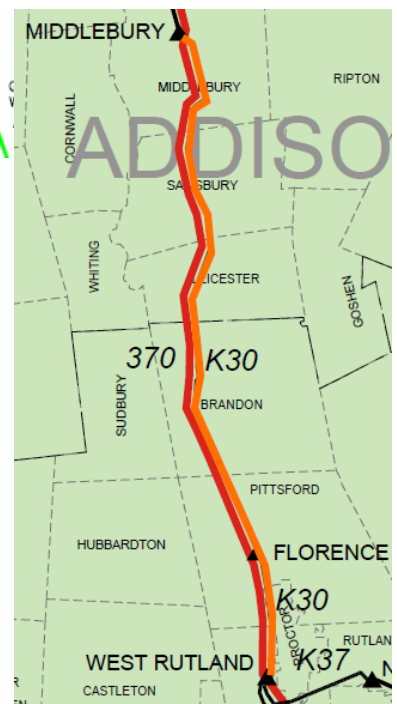 MIDDLEBURY
RIPTON
MIDDLEBURY
CORNWALL
ADDISO
SALISBURY
WHITING
LEICESTER
GOSHEN
370 K30
SUDBURY
BRANDON
PITTSFORD
HUBBARDTON
FLORENCE
K30
PROCTOR
RUTLAN
WEST RUTLAND K37
CASTLETON